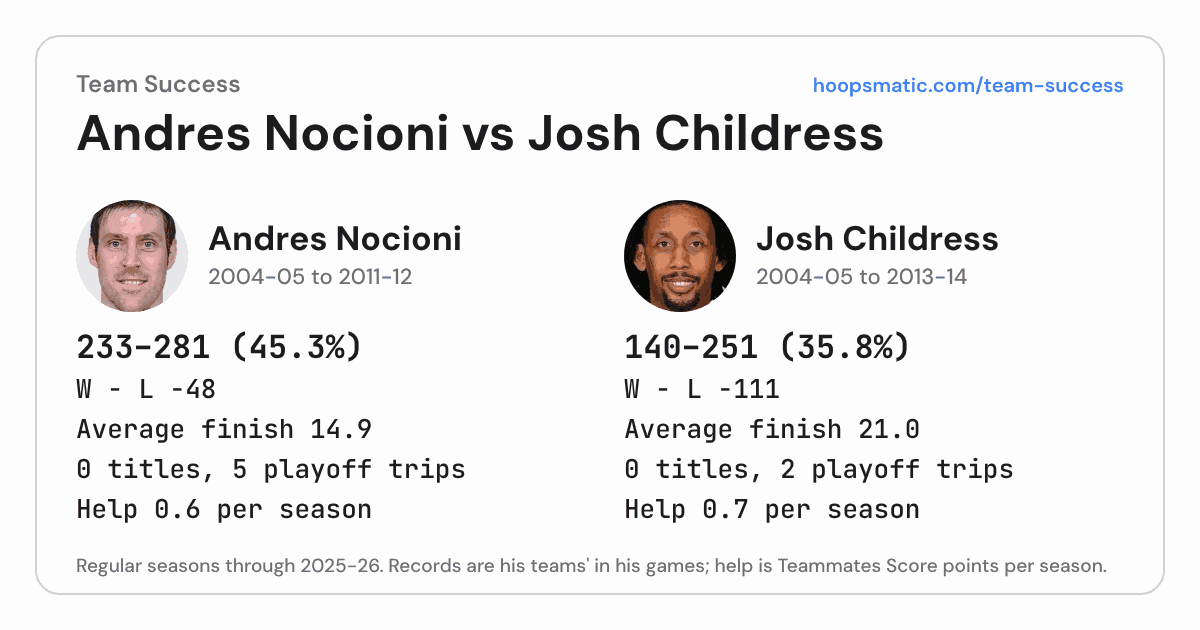 Team Success
hoopsmatic.com/team-success
Andres Nocioni vs Josh Childress
Andres Nocioni
2004-05 to 2011-12
233-281 (45.3%)
W - L -48
Average finish 14.9
0 titles, 5 playoff trips
Help 0.6 per season
Josh Childress
2004-05 to 2013-14
140-251 (35.8%)
W - L -111
Average finish 21.0
0 titles, 2 playoff trips
Help 0.7 per season
Regular seasons through 2025-26. Records are his teams' in his games; help is Teammates Score points per season.